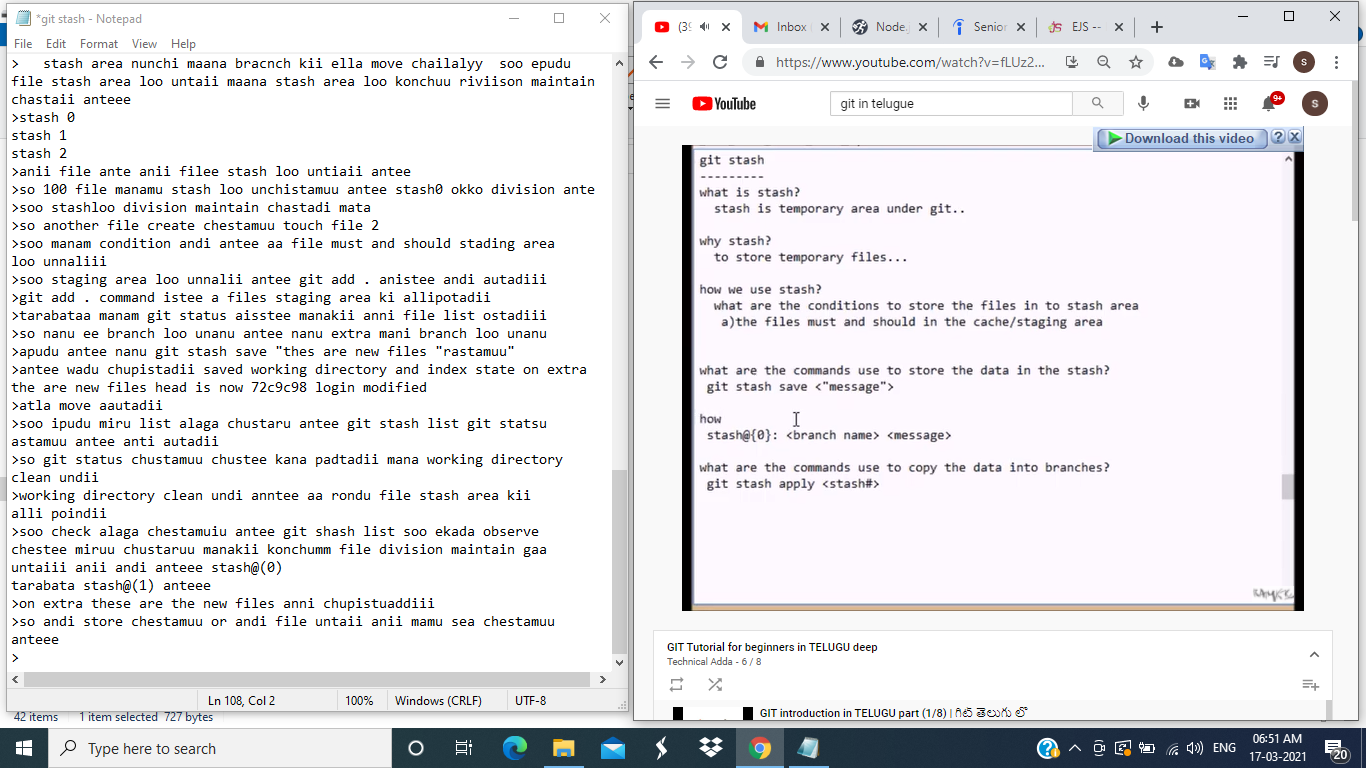 *git stash - Notepad
File Edit Format View Help
>   stash area nunchi maana bracnch kii ella move chailalyy  soo epudu
file stash area loo untaii maana stash area loo konchuu riviison maintain
chastaii anteee
>stash 0
stash 1
stash 2
>anii file ante anii filee stash loo untiaii antee
>so 100 file manamu stash loo unchistamuu antee stash0 okko division ante
>soo stashloo division maintain chastadi mata
>so another file create chestamuu touch file 2
>soo manam condition andi antee aa file must and should stading area
loo unnaliii
>soo staging area loo unnalii antee git add . anistee andi autadiii
>git add . command istee a files staging area ki allipotadii
>tarabataa manam git status aisstee manakii anni file list ostadiii
>so nanu ee branch loo unanu antee nanu extra mani branch loo unanu
>apudu antee nanu git stash save "thes are new files "rastamuu"
>antee wadu chupistadii saved working directory and index state on extra
the are new files head is now 72c9c98 login modified
>atla move aautadii
>soo ipudu miru list alaga chustaru antee git stash list git statsu
astamuu antee anti autadii
>so git status chustamuu chustee kana padtadii mana working directory
clean undii
>working directory clean undi anntee aa rondu file stash area kii
alli poindii
>soo check alaga chestamuiu antee git shash list soo ekada observe
chestee miruu chustaruu manakii konchumm file division maintain gaa
untaiii anii andi anteee stash@(0)
tarabata stash@(1) anteee
>on extra these are the new files anni chupistuaddiii
>so andi store chestamuu or andi file untaii anii mamu sea chestamuu
anteee
>
Ln 108, Col 2 100% Windows (CRLF) UTF-8
42 items 1 item selected 727 bytes
(39 Inbox Node. Senior EJS --
https://www.youtube.com/watch?v=fLUz2...
YouTube
git in telugue
9+
S
Download this video
git stash
---------
what is stash?
stash is temporary area under git..
why stash?
to store temporary files...
how we use stash?
what are the conditions to store the files in to stash area
a)the files must and should in the cache/staging area
what are the commands use to store the data in the stash?
git stash save <"message">
how
stash@{0}: <branch name> <message>
what are the commands use to copy the data into branches?
git stash apply <stash#>
GIT Tutorial for beginners in TELUGU deep
Technical Adda - 6 / 8
GIT introduction in TELUGU part (1/8) | గిట్ తెలుగు లొ
Type here to search
ENG
06:51 AM
17-03-2021
20